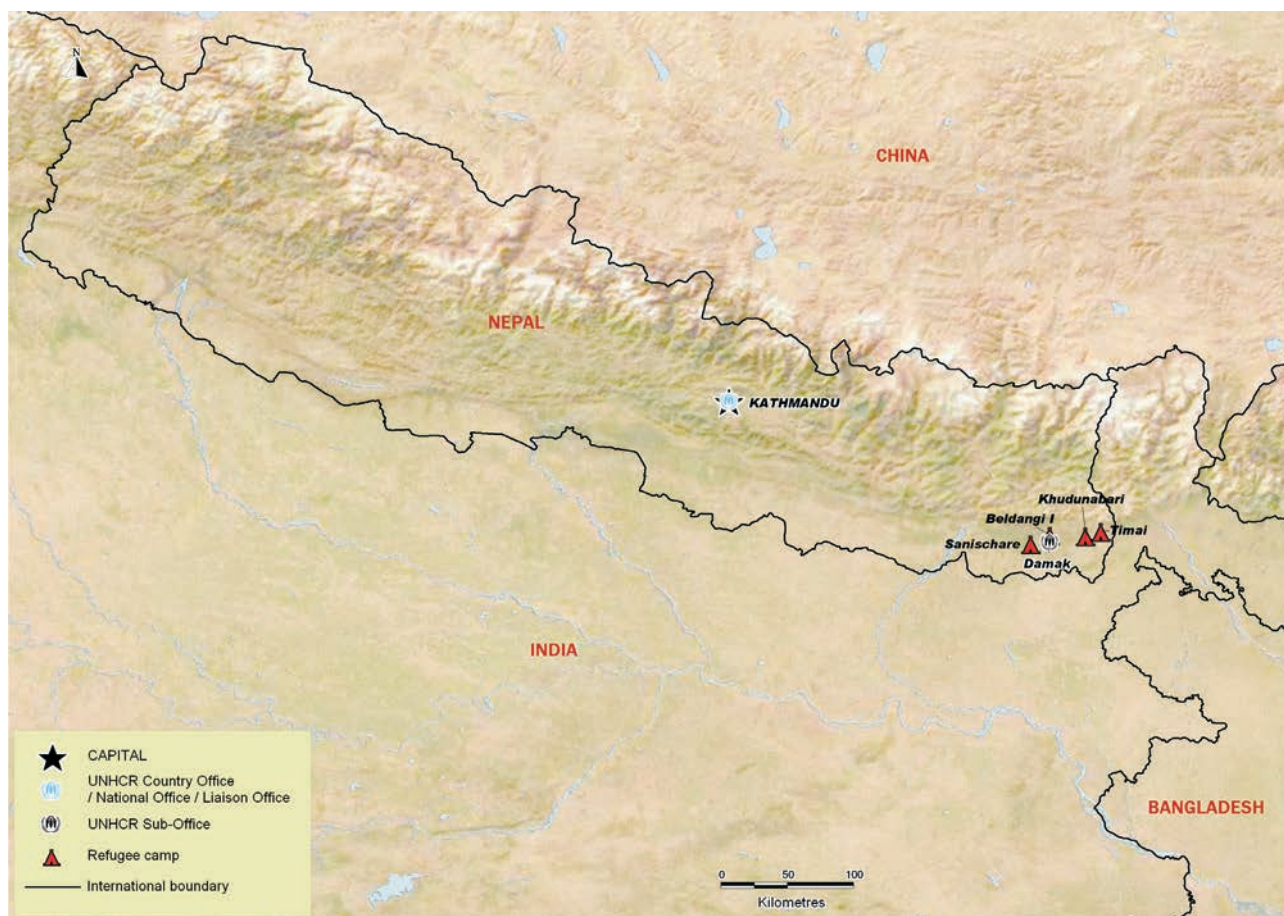 N
CHINA
NEPAL
KATHMANDU
Khudunabari
Beldangi I
Timai
Sanischare
Damak
INDIA
BANGLADESH
CAPITAL
UNHCR Country Office
/ National Office / Liaison Office
UNHCR Sub-Office
Refugee camp
International boundary
0 50 100
Kilometres